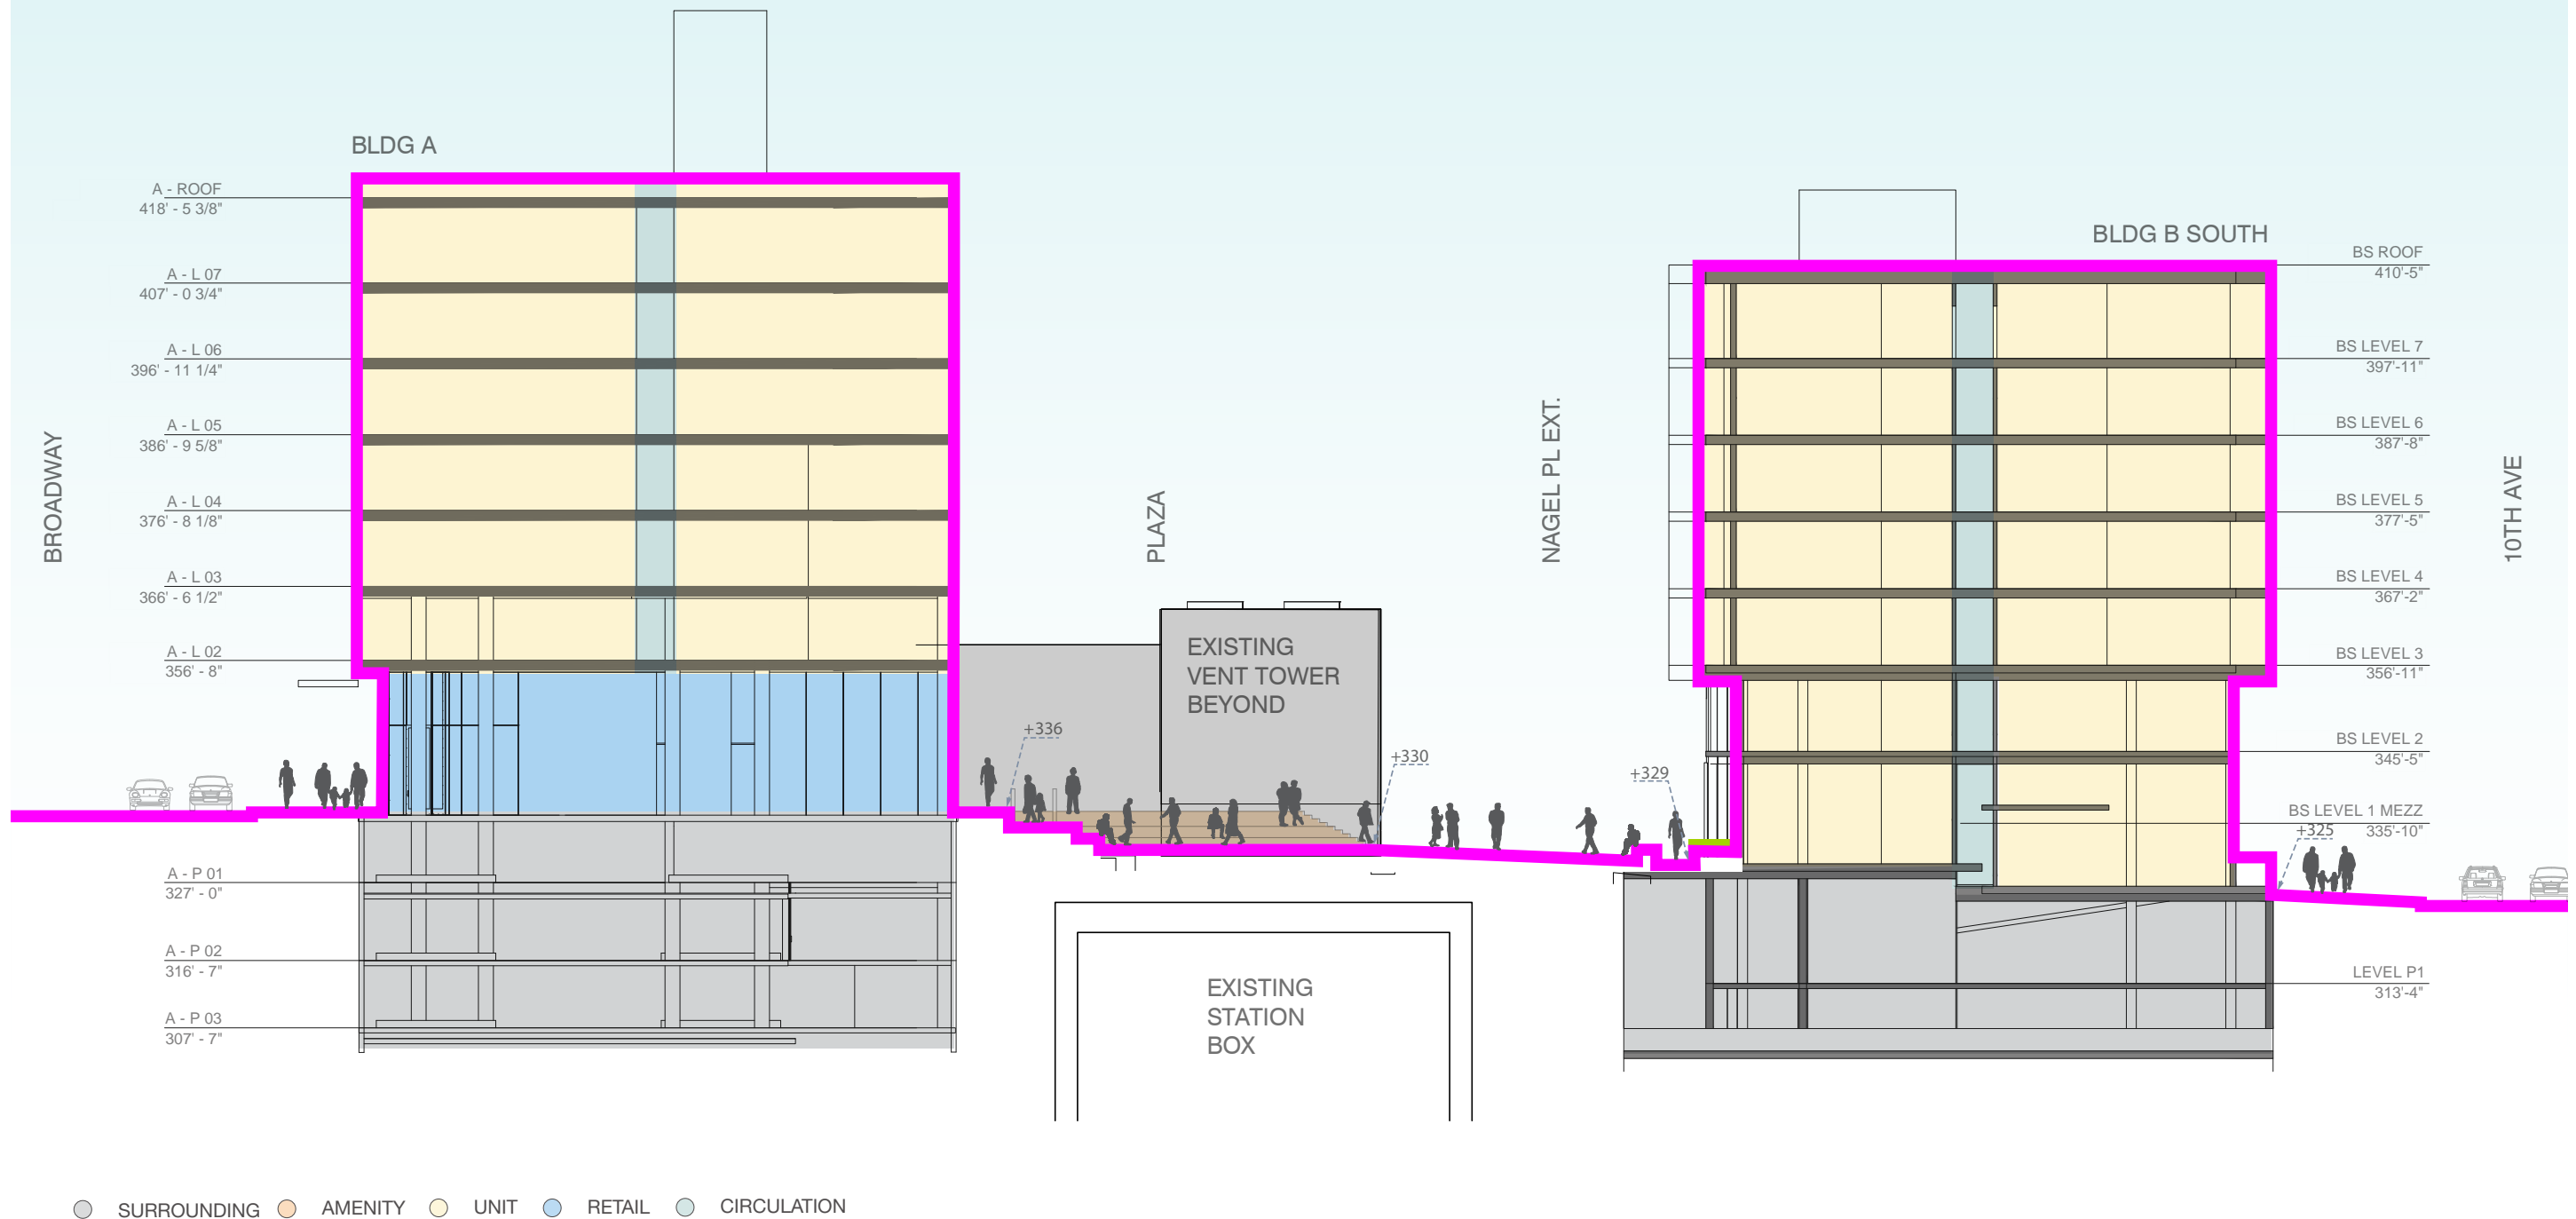 BLDG A
A - ROOF
418' - 5 3/8"
A - L 07
407' - 0 3/4"
A - L 06
396' - 11 1/4"
A - L 05
386' - 9 5/8"
A - L 04
376' - 8 1/8"
A - L 03
366' - 6 1/2"
A - L 02
356' - 8"
A - P 01
327' - 0"
A - P 02
316' - 7"
A - P 03
307' - 7"
BROADWAY
PLAZA
EXISTING
VENT TOWER
BEYOND
+336
+330
EXISTING
STATION
BOX
NAGEL PL EXT.
+329
BLDG B SOUTH
BS ROOF
410'-5"
BS LEVEL 7
397'-11"
BS LEVEL 6
387'-8"
BS LEVEL 5
377'-5"
BS LEVEL 4
367'-2"
BS LEVEL 3
356'-11"
BS LEVEL 2
345'-5"
BS LEVEL 1 MEZZ
335'-10"
+325
LEVEL P1
313'-4"
10TH AVE
SURROUNDING
AMENITY
UNIT
RETAIL
CIRCULATION